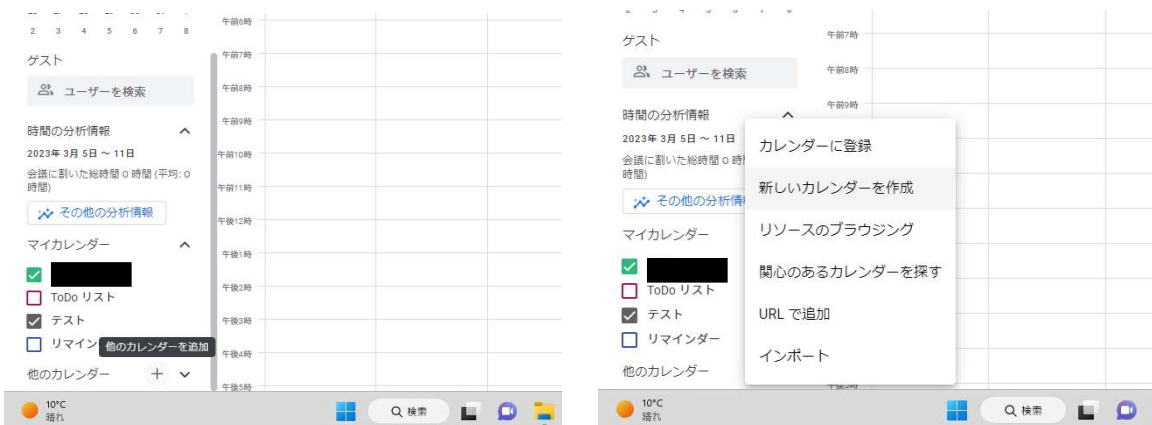 2 3 4 5 6 7 8
ゲスト
ユーザーを検索
時間の分析情報
2023年 3月 5日 ～ 11日
会議に割いた総時間 0 時間 (平均: 0
時間)
その他の分析情報
マイカレンダー
ToDo リスト
テスト
リマイン
他のカレンダーを追加
他のカレンダー
午前6時
午前7時
午前8時
午前9時
午前10時
午前11時
午後12時
午後1時
午後2時
午後3時
午後4時
午後5時
10°C
晴れ
検索
ゲスト
ユーザーを検索
時間の分析情報
2023年 3月 5日 ～ 11日
会議に割いた総時間 0 時
時間)
その他の分析情
マイカレンダー
ToDo リスト
テスト
リマインダー
他のカレンダー
午前7時
午前8時
午前9時
カレンダーに登録
新しいカレンダーを作成
リソースのブラウジング
関心のあるカレンダーを探す
URL で追加
インポート
10°C
晴れ
検索